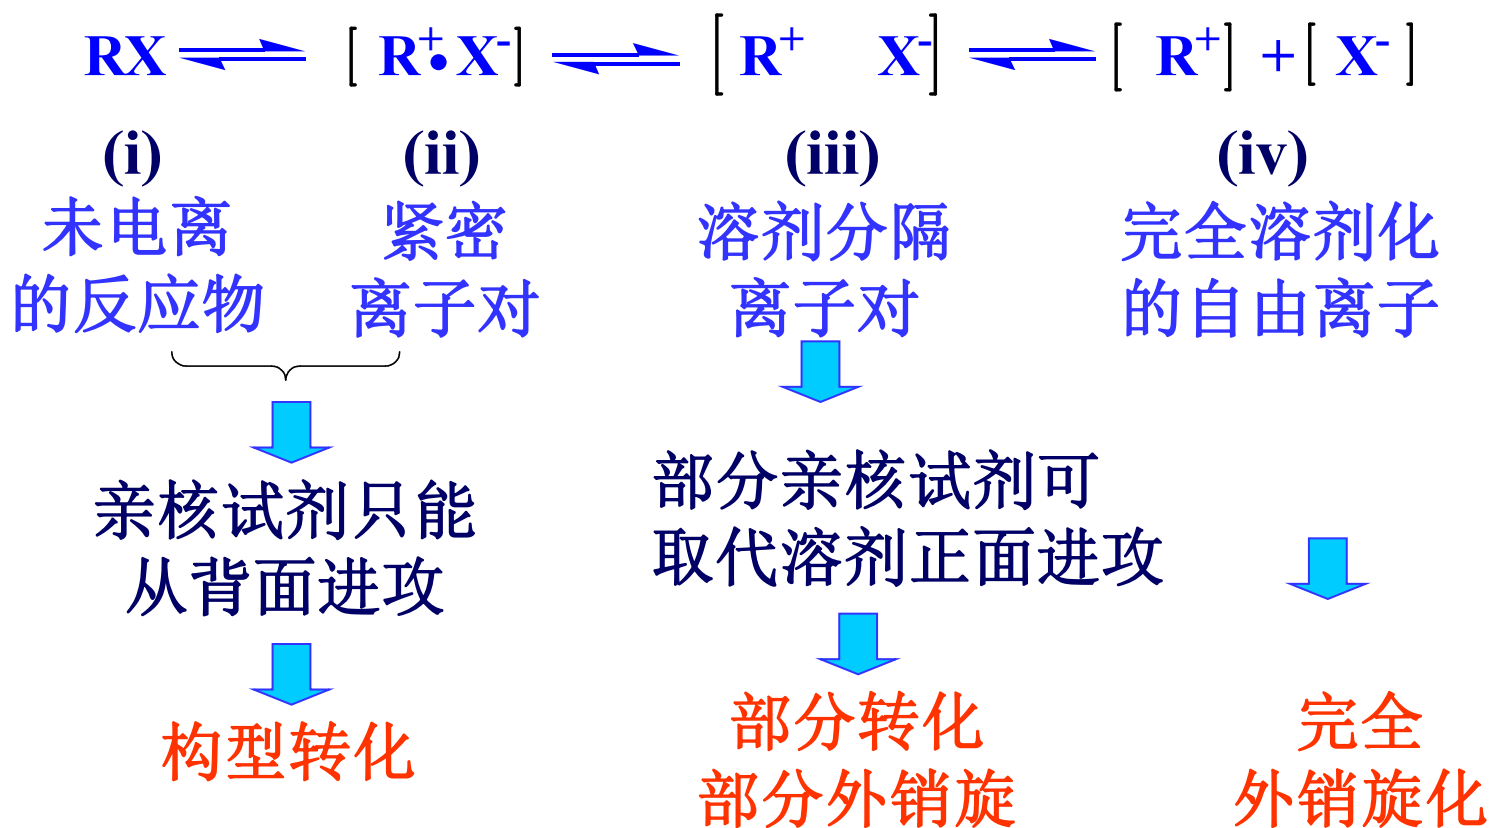 RX ⇌ [ R⁺•X⁻ ] ⇌ [ R⁺ X⁻ ] ⇌ [ R⁺ ] + [ X⁻ ]
(i) (ii) (iii) (iv)
未电离
的反应物
紧密
离子对
溶剂分隔
离子对
完全溶剂化
的自由离子
亲核试剂只能
从背面进攻
构型转化
部分亲核试剂可
取代溶剂正面进攻
部分转化
部分外销旋
完全
外销旋化